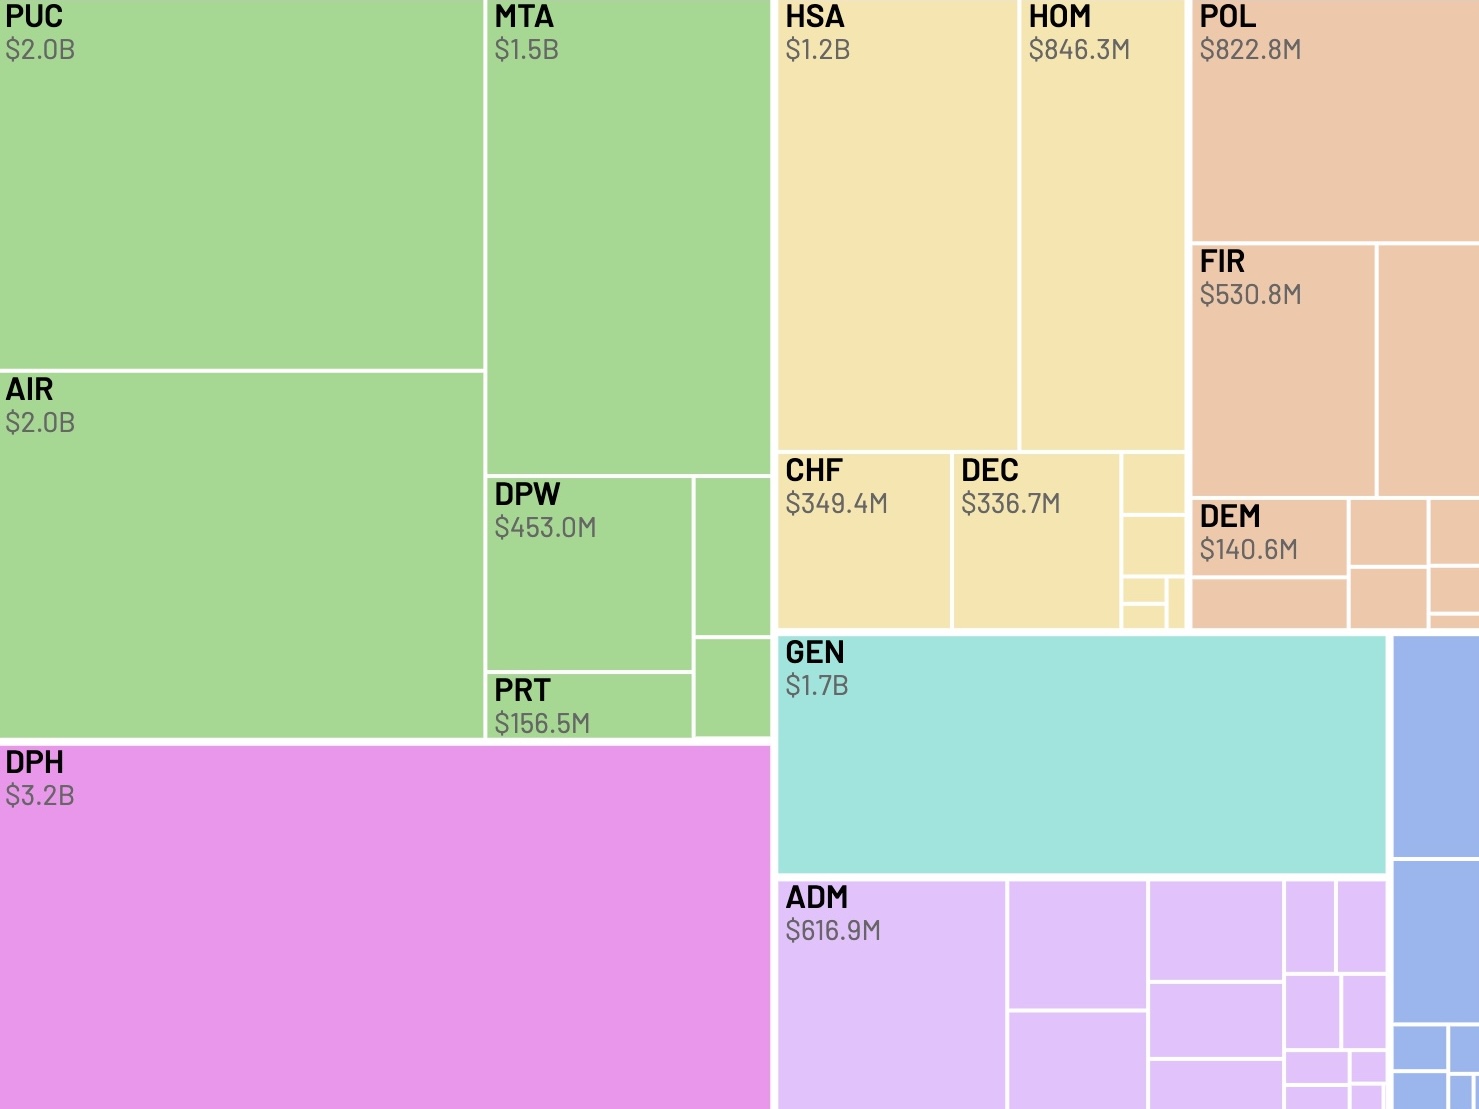 PUC
$2.0B
MTA
$1.5B
HSA
$1.2B
HOM
$846.3M
POL
$822.8M
FIR
$530.8M
AIR
$2.0B
CHF
$349.4M
DEC
$336.7M
DPW
$453.0M
DEM
$140.6M
GEN
$1.7B
PRT
$156.5M
DPH
$3.2B
ADM
$616.9M